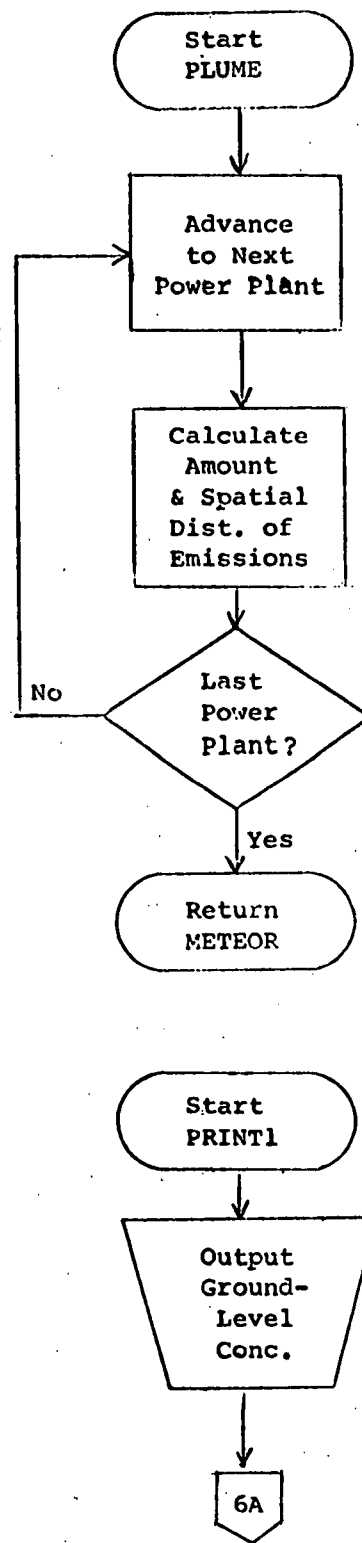 Start
PLUME
Advance
to Next
Power Plant
Calculate
Amount
& Spatial
Dist. of
Emissions
No
Last
Power
Plant?
Yes
Return
METEOR
Start
PRINT1
Output
Ground-
Level
Conc.
6A